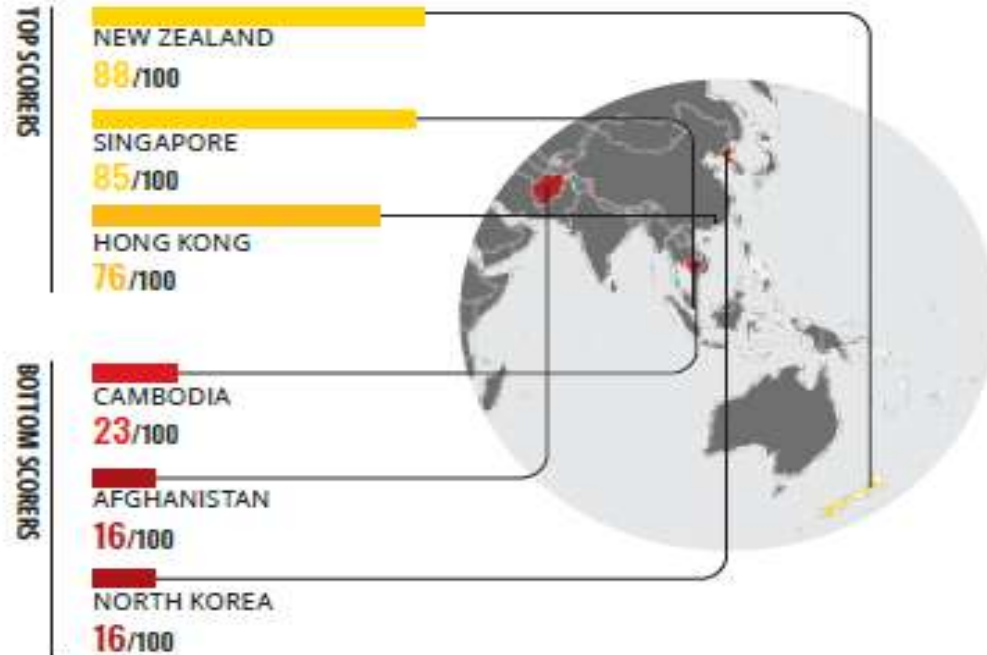 TOP SCORERS
NEW ZEALAND
88/100
SINGAPORE
85/100
HONG KONG
76/100
BOTTOM SCORERS
CAMBODIA
23/100
AFGHANISTAN
16/100
NORTH KOREA
16/100